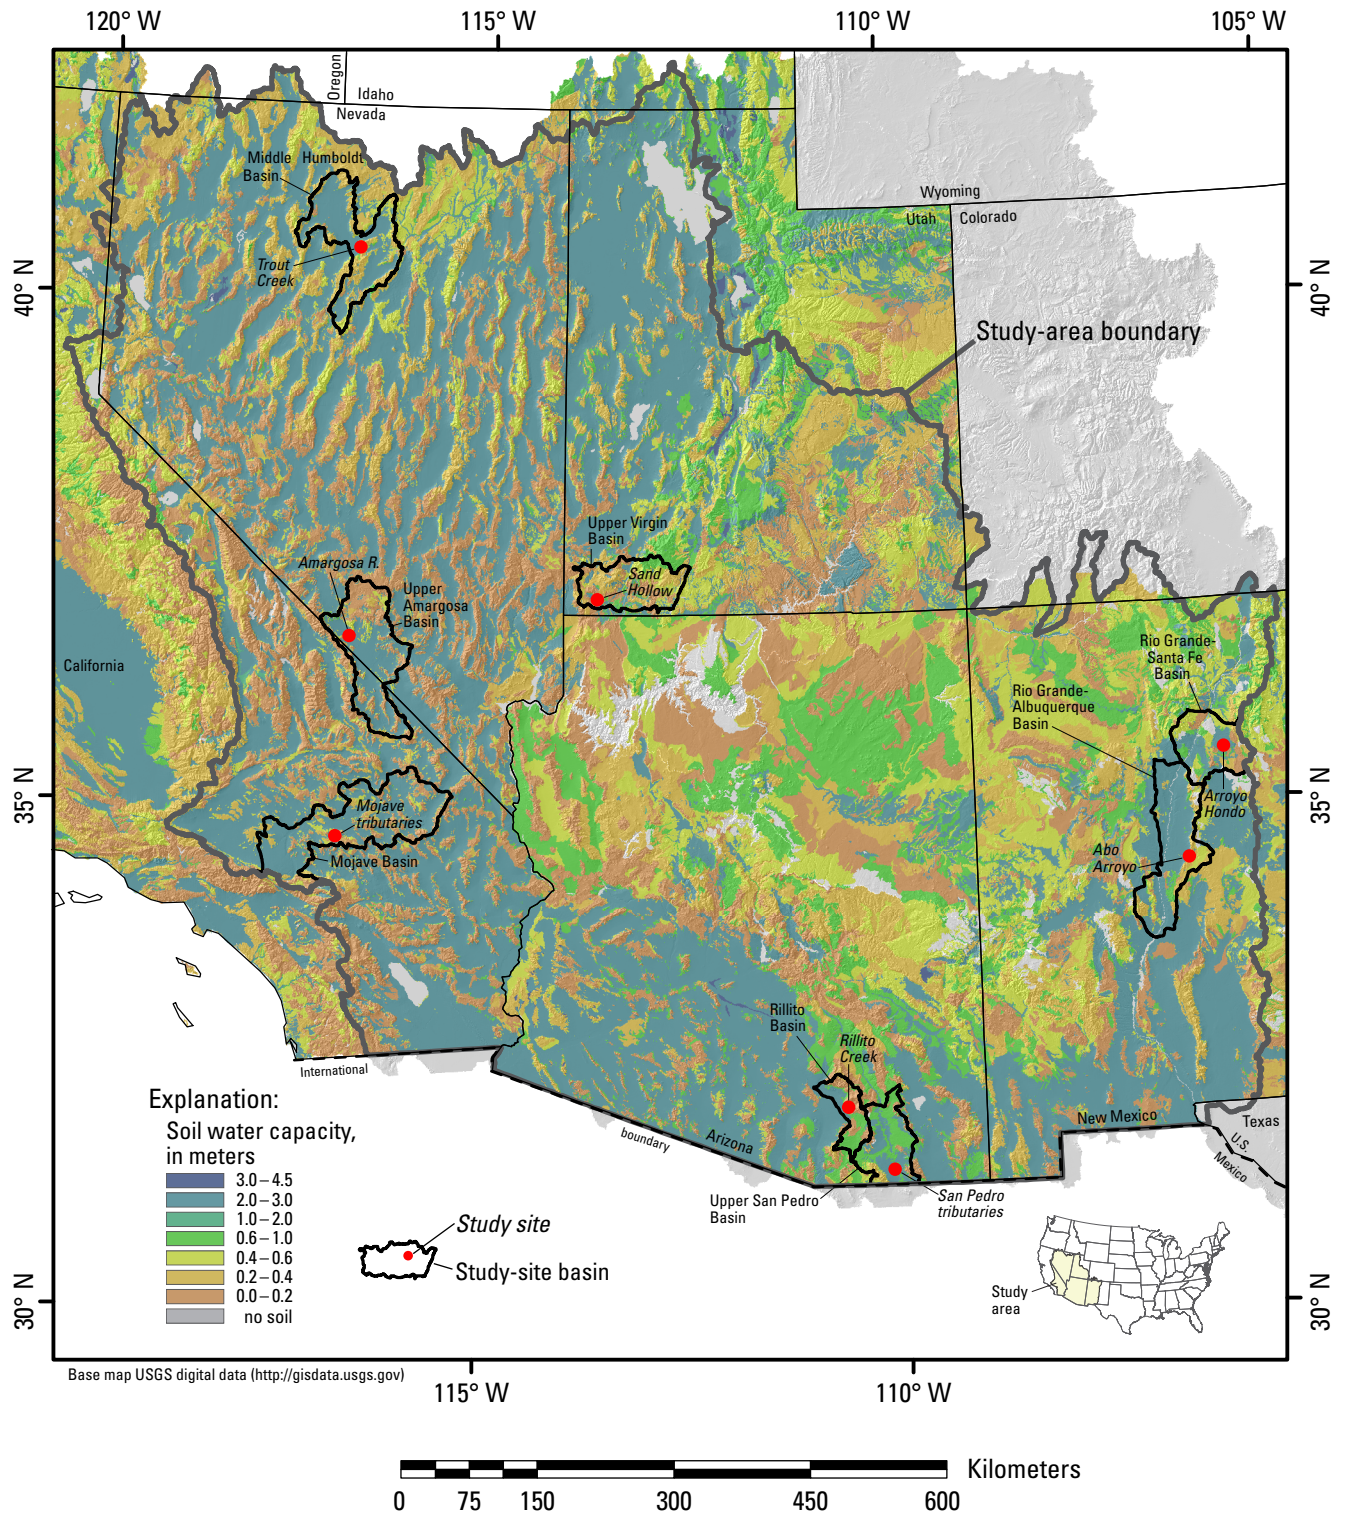 120° W
115° W
110° W
105° W
Oregon
Idaho
Nevada
Middle Humboldt
Basin
Trout
Creek
Wyoming
Utah
Colorado
40° N
40° N
Study-area boundary
Upper Virgin
Basin
Sand
Hollow
Amargosa R.
Upper
Amargosa
Basin
California
Rio Grande-
Santa Fe
Basin
Rio Grande-
Albuquerque
Basin
35° N
35° N
Mojave
tributaries
Mojave Basin
Arroyo
Hondo
Abo
Arroyo
Rillito
Basin
Rillito
Creek
International
boundary
Arizona
New Mexico
Texas
U.S.
Mexico
Upper San Pedro
Basin
San Pedro
tributaries
Explanation:
Soil water capacity,
in meters
3.0–4.5
2.0–3.0
1.0–2.0
0.6–1.0
0.4–0.6
0.2–0.4
0.0–0.2
no soil
Study site
Study-site basin
Study
area
30° N
30° N
Base map USGS digital data (http://gisdata.usgs.gov)
115° W
110° W
Kilometers
0 75 150 300 450 600